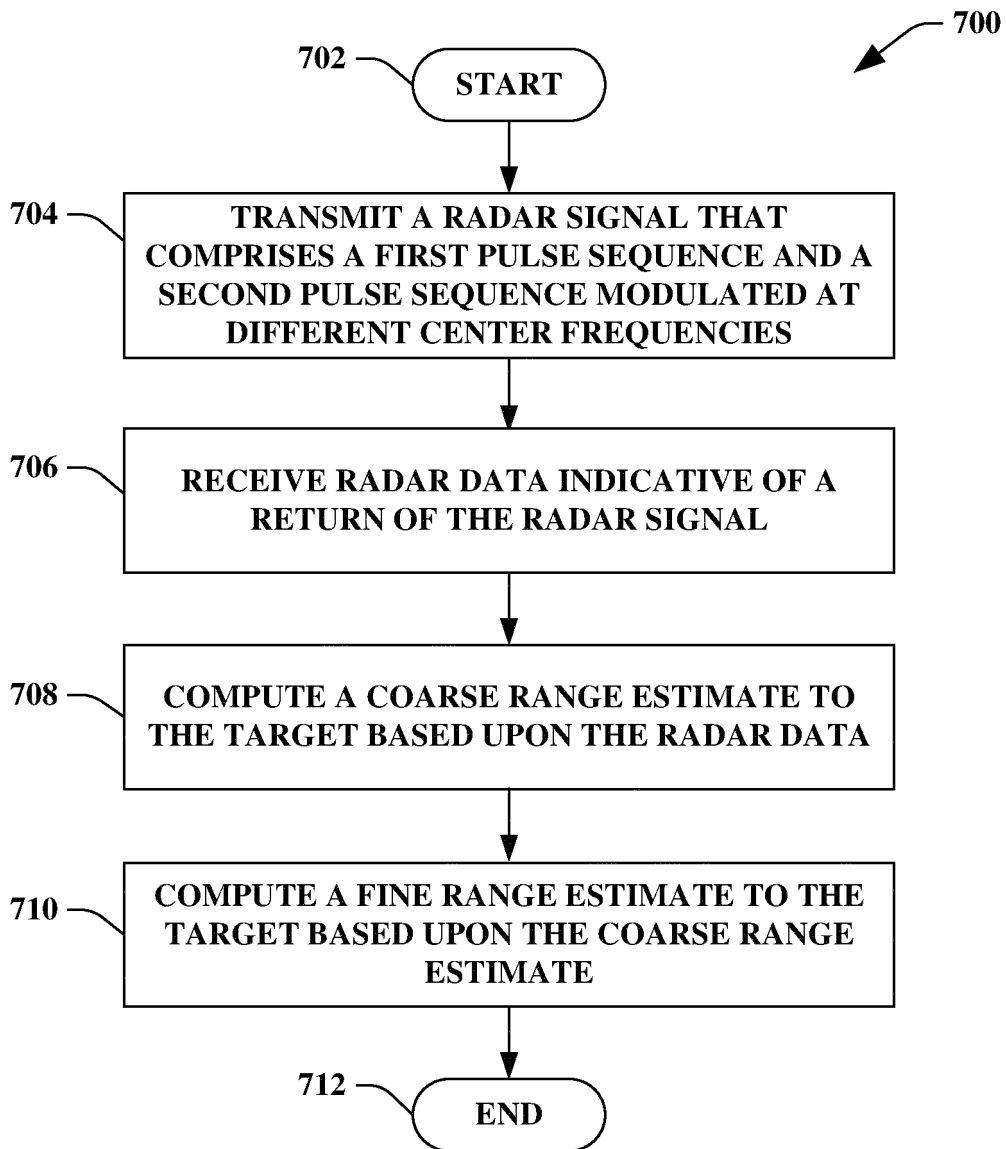 700
702
START
704
TRANSMIT A RADAR SIGNAL THAT
COMPRISES A FIRST PULSE SEQUENCE AND A
SECOND PULSE SEQUENCE MODULATED AT
DIFFERENT CENTER FREQUENCIES
706
RECEIVE RADAR DATA INDICATIVE OF A
RETURN OF THE RADAR SIGNAL
708
COMPUTE A COARSE RANGE ESTIMATE TO
THE TARGET BASED UPON THE RADAR DATA
710
COMPUTE A FINE RANGE ESTIMATE TO THE
TARGET BASED UPON THE COARSE RANGE
ESTIMATE
712
END